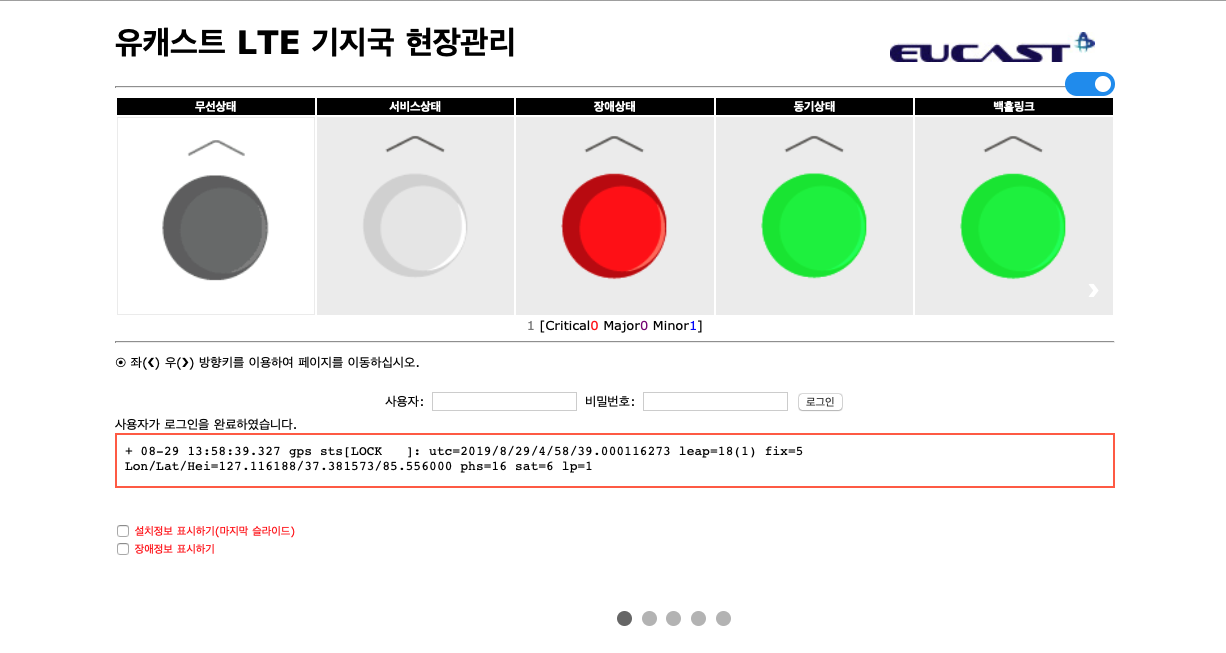 유캐스트 LTE 기지국 현장관리
EUCAST
무선상태 서비스상태 장애상태 동기상태 백홀링크
1 [Critical0 Major0 Minor1]
좌(❮) 우(❯) 방향키를 이용하여 페이지를 이동하십시오.
사용자: 비밀번호: 로그인
사용자가 로그인을 완료하였습니다.
+ 08-29 13:58:39.327 gps sts[LOCK   ]: utc=2019/8/29/4/58/39.000116273 leap=18(1) fix=5
Lon/Lat/Hei=127.116188/37.381573/85.556000 phs=16 sat=6 lp=1
설치정보 표시하기(마지막 슬라이드)
장애정보 표시하기